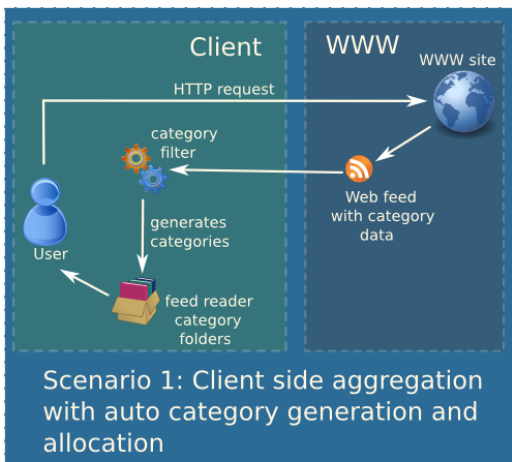 Client
WWW
WWW site
HTTP request
category
filter
Web feed
with category
data
generates
categories
User
feed reader
category
folders
Scenario 1: Client side aggregation
with auto category generation and
allocation